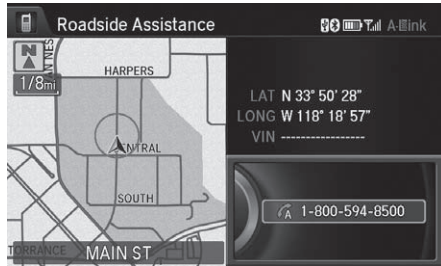 Roadside Assistance
A-Link
N
HARPERS
1/8mi
LAT N 33° 50' 28"
LONG W 118° 18' 57"
VIN -----------------
SOUTH
A 1-800-594-8500
TORRANCE
MAIN ST